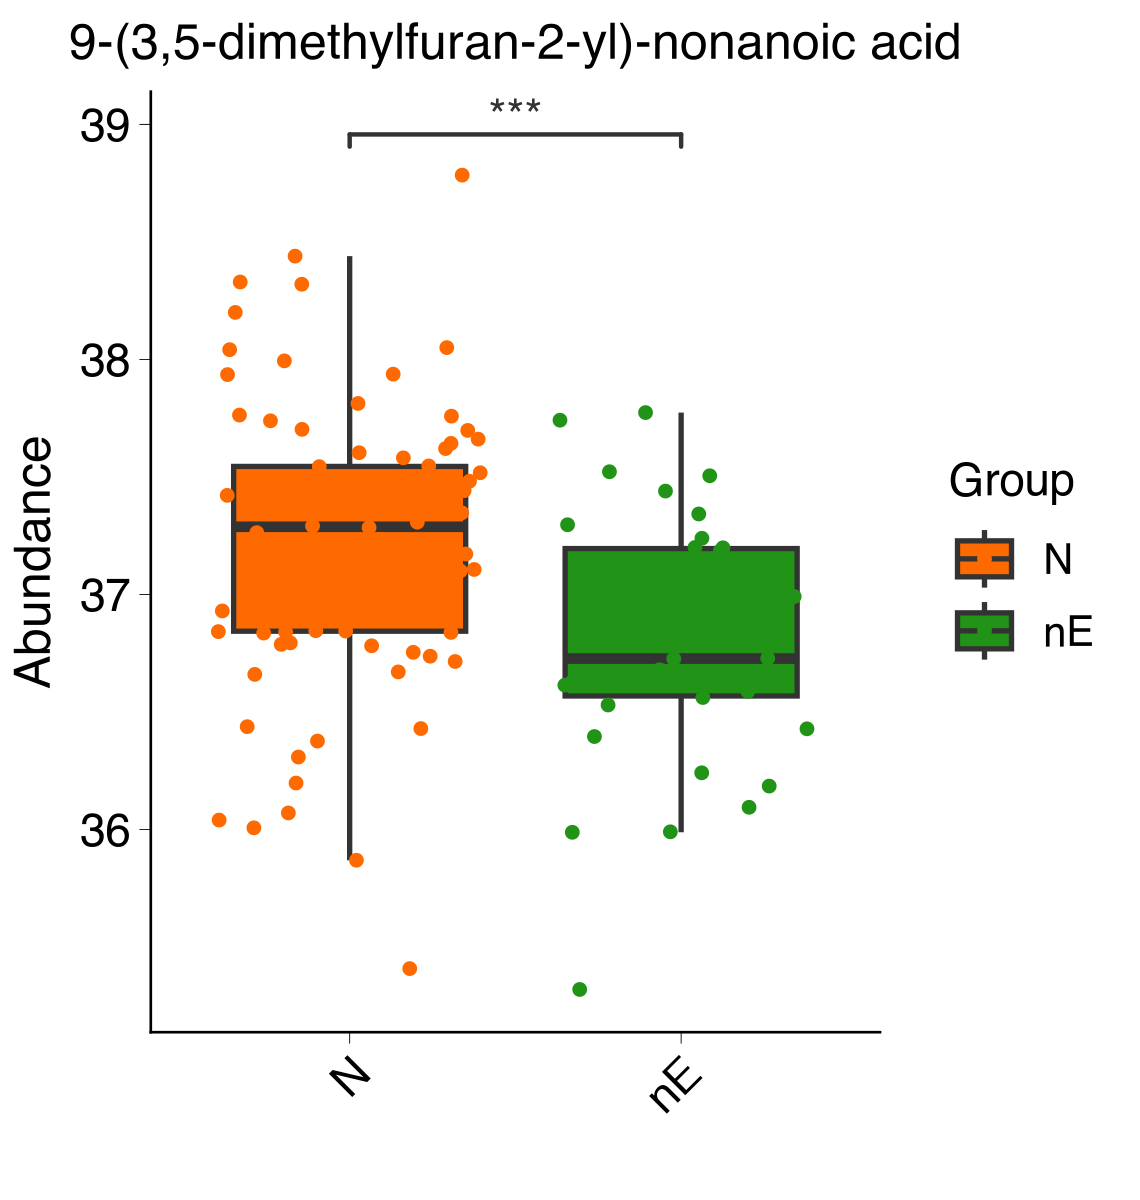 9-(3,5-dimethylfuran-2-yl)-nonanoic acid
***
39
38
37
36
Abundance
N
nE
Group
N
nE